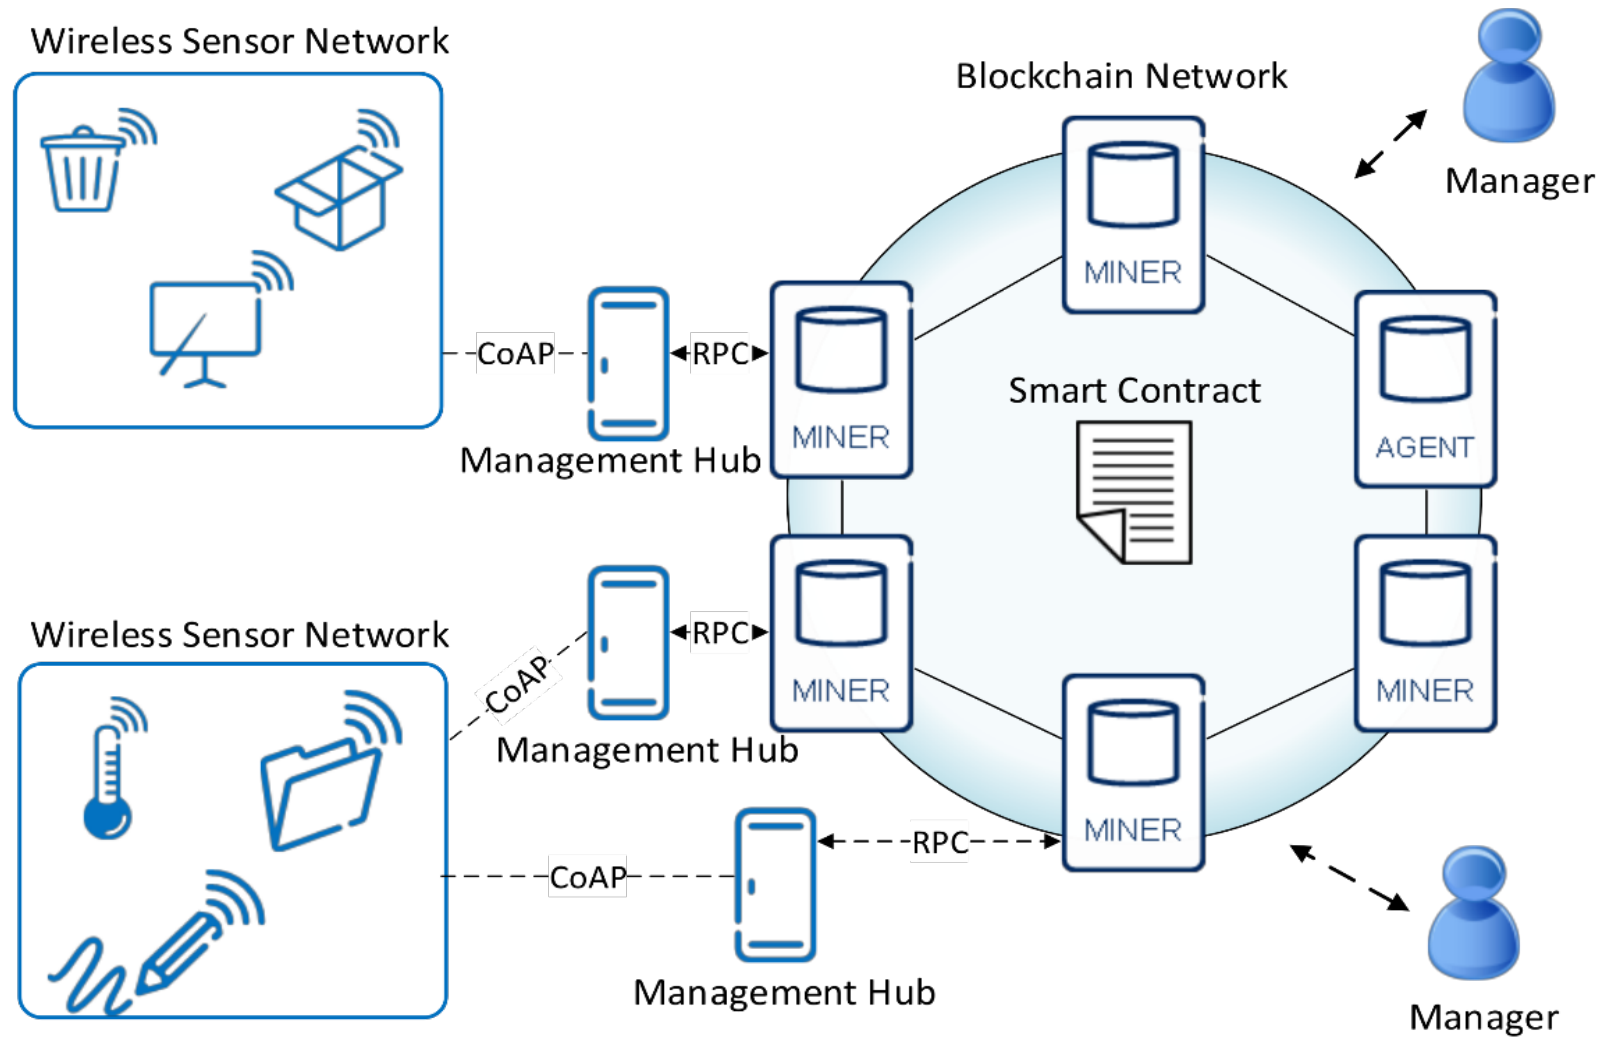 Wireless Sensor Network
Blockchain Network
Manager
MINER
CoAP
RPC
MINER
Management Hub
Smart Contract
AGENT
Wireless Sensor Network
CoAP
RPC
MINER
MINER
Management Hub
CoAP
RPC
MINER
Management Hub
Manager